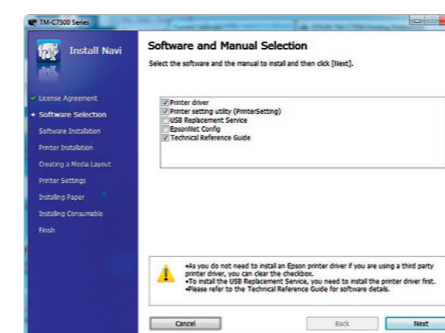 TM-C7500 Series
Install Navi
License Agreement
Software Selection
Software Installation
Printer Installation
Creating a Media Layout
Printer Settings
Installing Paper
Installing Consumable
Finish
Software and Manual Selection
Select the software and the manual to install and then click [Next].
Printer driver
Printer setting utility (PrinterSetting)
USB Replacement Service
EpsonNet Config
Technical Reference Guide
•As you do not need to install an Epson printer driver if you are using a third party
printer driver, you can clear the checkbox.
•To install the USB Replacement Service, you need to install the printer driver first.
•Please refer to the Technical Reference Guide for software details.
Cancel
Back
Next